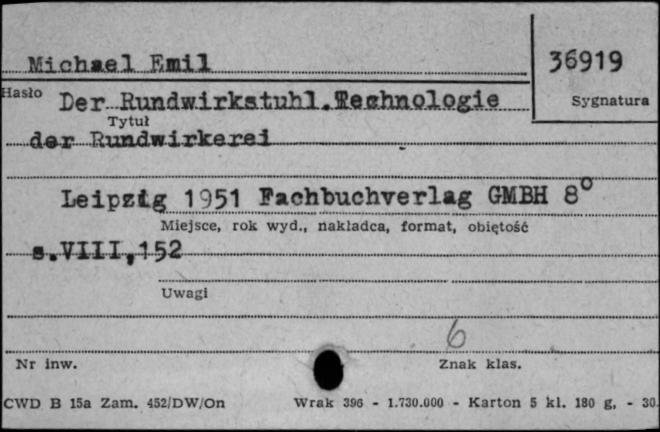 Michael Emil
36919
Hasło
Sygnatura
Der Rundwirkstuhl.Technologie
Tytuł
der Rundwirkerei
Leipzig 1951 Fachbuchverlag GMBH 8°
Miejsce, rok wyd., nakładca, format, obiętość
s.VIII,152
Uwagi
6
Nr inw.
Znak klas.
CWD B 15a Zam. 452/DW/On
Wrak 396 - 1.730.000 - Karton 5 kl. 180 g, - 30.